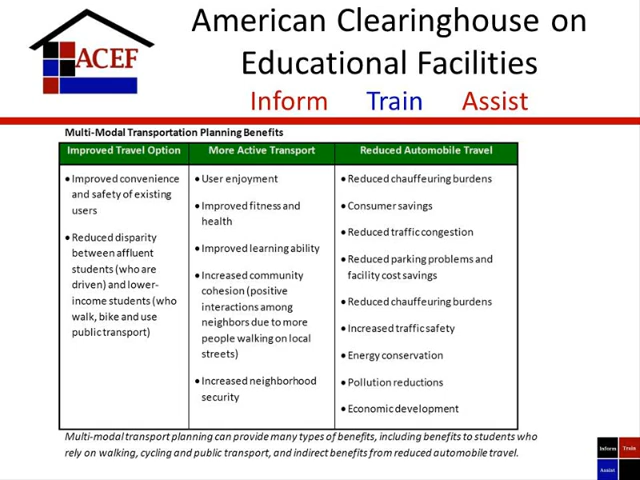 ACEF
American Clearinghouse on
Educational Facilities
Inform Train Assist
Multi-Modal Transportation Planning Benefits
Improved Travel Option
• Improved convenience
and safety of existing
users
• Reduced disparity
between affluent
students (who are
driven) and lower-
income students (who
walk, bike and use
public transport)
More Active Transport
• User enjoyment
• Improved fitness and
health
• Improved learning ability
• Increased community
cohesion (positive
interactions among
neighbors due to more
people walking on local
streets)
• Increased neighborhood
security
Reduced Automobile Travel
• Reduced chauffeuring burdens
• Consumer savings
• Reduced traffic congestion
• Reduced parking problems and
facility cost savings
• Reduced chauffeuring burdens
• Increased traffic safety
• Energy conservation
• Pollution reductions
• Economic development
Multi-modal transport planning can provide many types of benefits, including benefits to students who
rely on walking, cycling and public transport, and indirect benefits from reduced automobile travel.
Inform Train
Assist